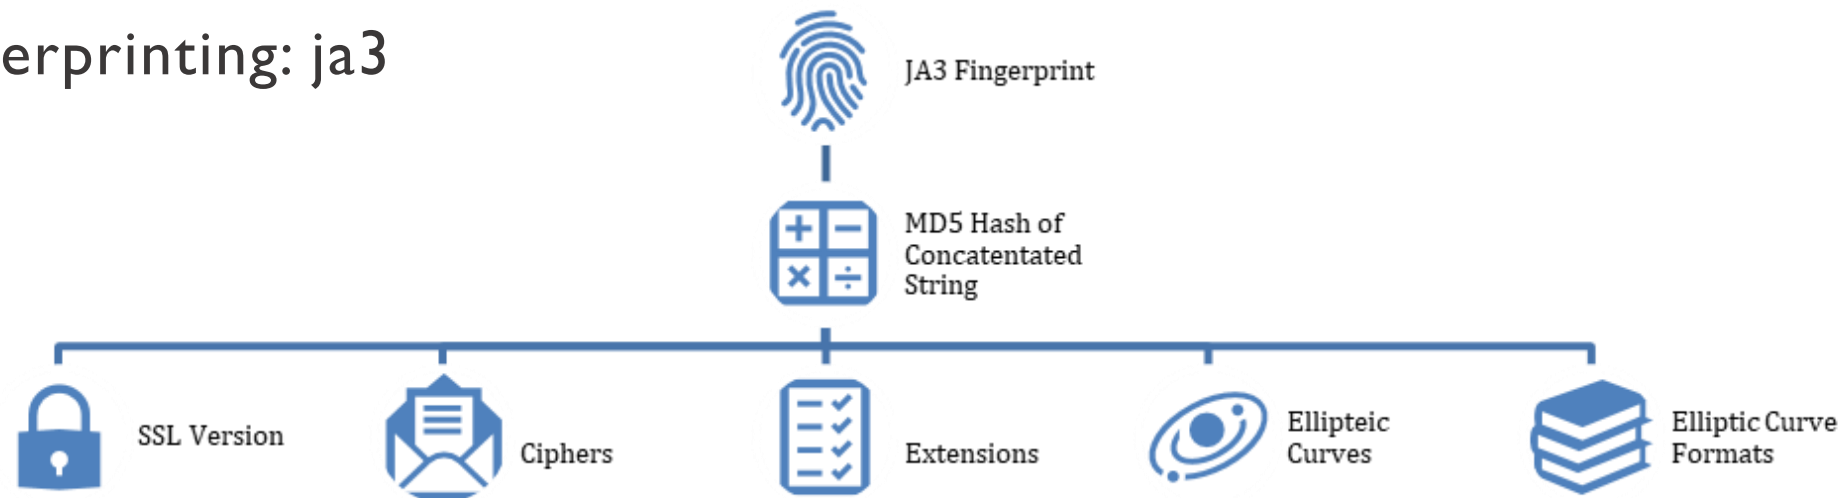 erprinting: ja3
JA3 Fingerprint
MD5 Hash of
Concatentated
String
SSL Version
Ciphers
Extensions
Ellipteic
Curves
Elliptic Curve
Formats